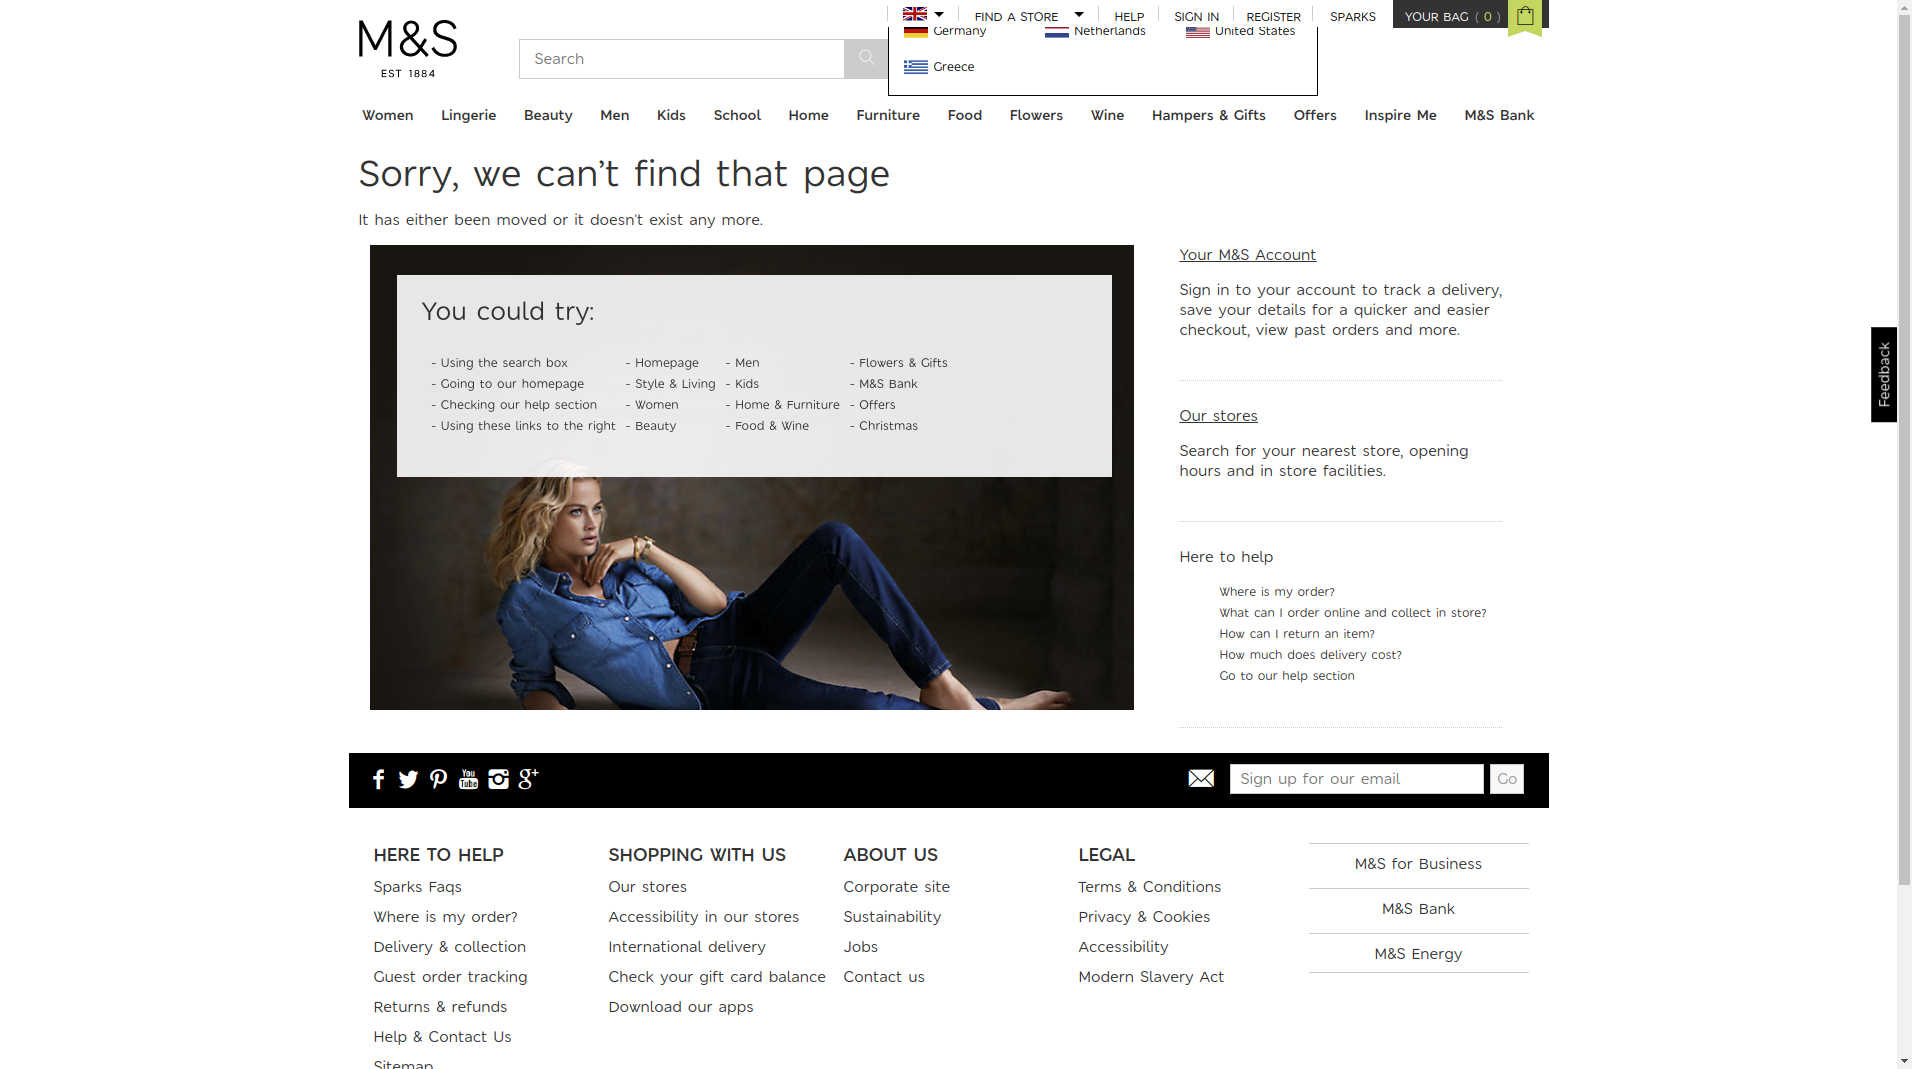 FIND A STORE
HELP
SIGN IN
REGISTER
SPARKS
YOUR BAG ( 0 )
M&S
EST 1884
Search
Germany
Netherlands
United States
Greece
Women
Lingerie
Beauty
Men
Kids
School
Home
Furniture
Food
Flowers
Wine
Hampers & Gifts
Offers
Inspire Me
M&S Bank
Sorry, we can't find that page
It has either been moved or it doesn't exist any more.
You could try:
- Using the search box
- Going to our homepage
- Checking our help section
- Using these links to the right
- Homepage
- Style & Living
- Women
- Beauty
- Men
- Kids
- Home & Furniture
- Food & Wine
- Flowers & Gifts
- M&S Bank
- Offers
- Christmas
Your M&S Account
Sign in to your account to track a delivery,
save your details for a quicker and easier
checkout, view past orders and more.
Our stores
Search for your nearest store, opening
hours and in store facilities.
Here to help
Where is my order?
What can I order online and collect in store?
How can I return an item?
How much does delivery cost?
Go to our help section
Feedback
You
Tube
g+
Sign up for our email
Go
HERE TO HELP
Sparks Faqs
Where is my order?
Delivery & collection
Guest order tracking
Returns & refunds
Help & Contact Us
Sitemap
SHOPPING WITH US
Our stores
Accessibility in our stores
International delivery
Check your gift card balance
Download our apps
ABOUT US
Corporate site
Sustainability
Jobs
Contact us
LEGAL
Terms & Conditions
Privacy & Cookies
Accessibility
Modern Slavery Act
M&S for Business
M&S Bank
M&S Energy